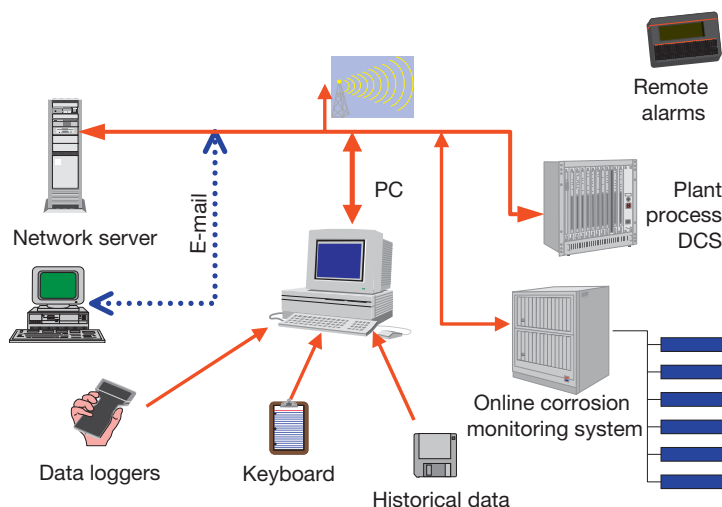 Remote
alarms
PC
Plant
process
DCS
E-mail
Network server
Online corrosion
monitoring system
Data loggers
Keyboard
Historical data